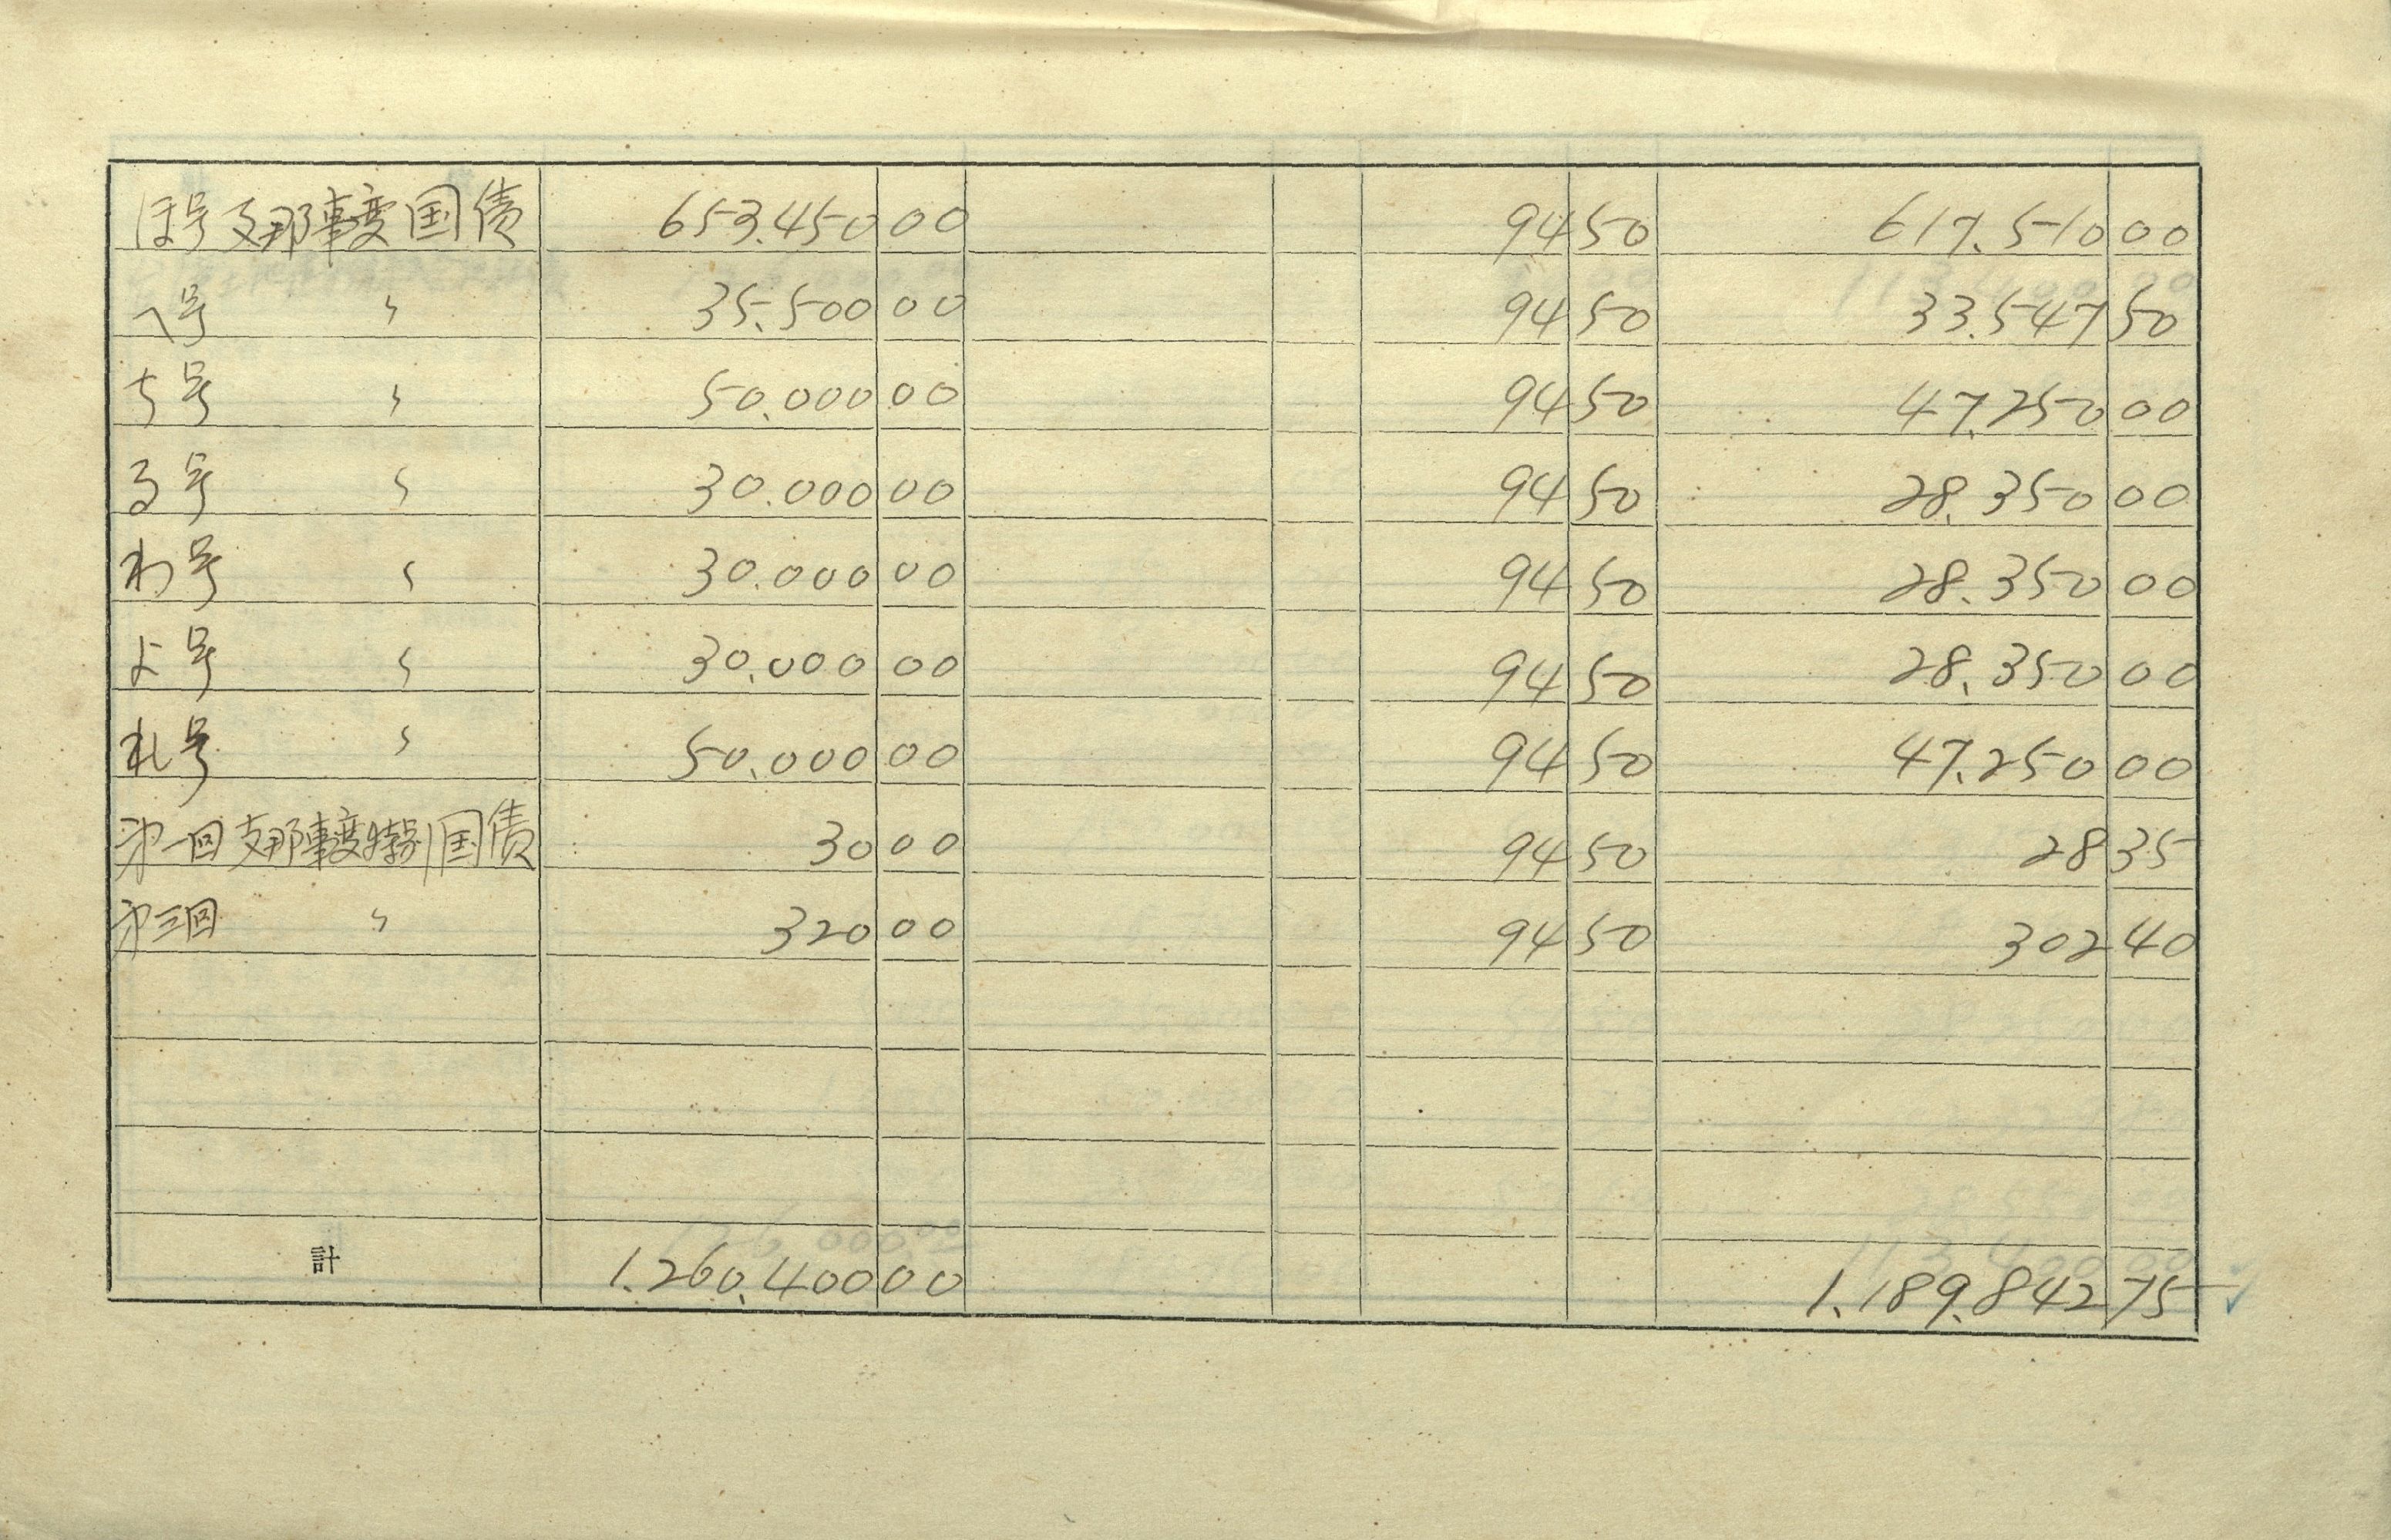 ほ号支那事変国債 653.450 00 94 50 617.510 00
へ号 〃 35.500 00 94 50 33.547 50
ち号 〃 50.000 00 94 50 47.250 00
る号 〃 30.000 00 94 50 28.350 00
わ号 〃 30.000 00 94 50 28.350 00
よ号 〃 30.000 00 94 50 28.350 00
れ号 〃 50.000 00 94 50 47.250 00
第一回支那事変特別国債 30 00 94 50 28 35
第三回 〃 320 00 94 50 302 40
計 1.260.400 00 1.189.842 75